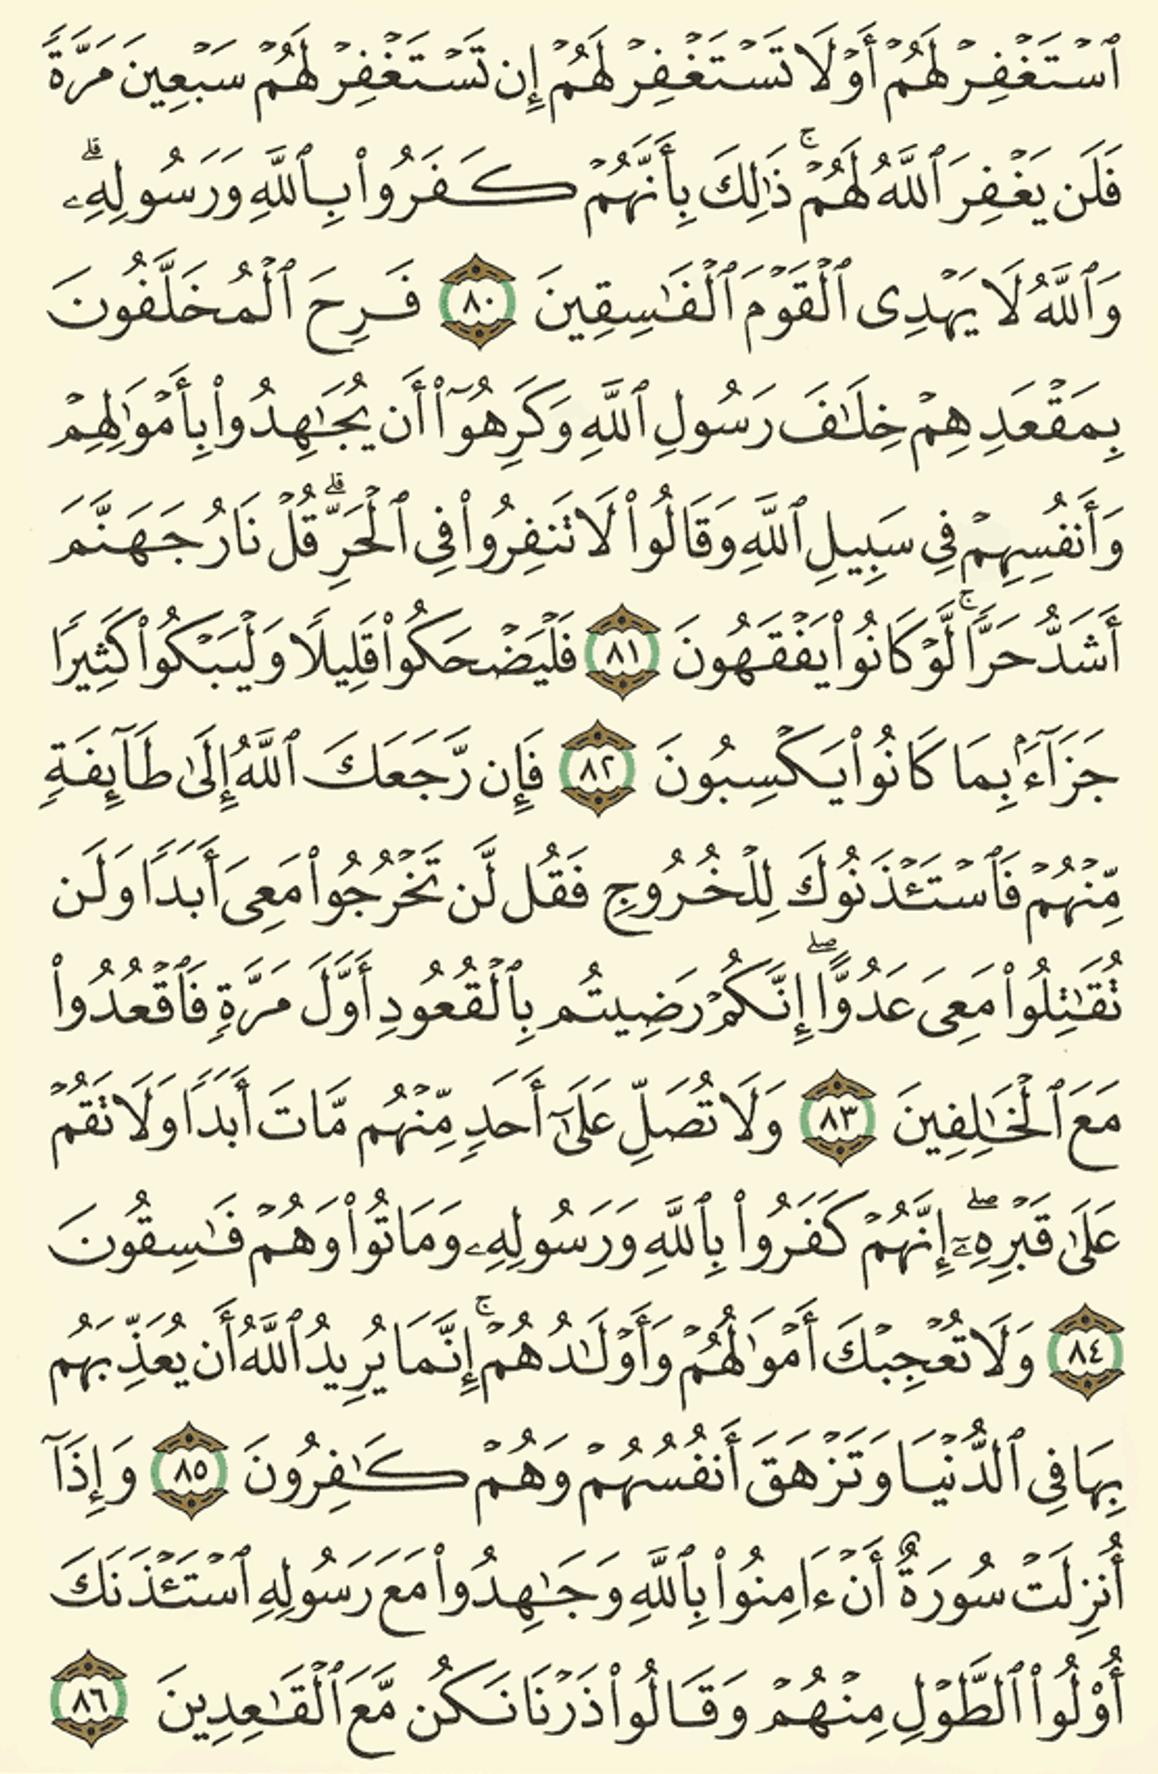 ٱسۡتَغۡفِرۡ لَهُمۡ أَوۡ لَا تَسۡتَغۡفِرۡ لَهُمۡ إِن تَسۡتَغۡفِرۡ لَهُمۡ سَبۡعِينَ مَرَّةٗ
فَلَن يَغۡفِرَ ٱللَّهُ لَهُمۡۚ ذَٰلِكَ بِأَنَّهُمۡ كَفَرُواْ بِٱللَّهِ وَرَسُولِهِۦۗ
وَٱللَّهُ لَا يَهۡدِى ٱلۡقَوۡمَ ٱلۡفَٰسِقِينَ ٨٠ فَرِحَ ٱلۡمُخَلَّفُونَ
بِمَقۡعَدِهِمۡ خِلَٰفَ رَسُولِ ٱللَّهِ وَكَرِهُوٓاْ أَن يُجَٰهِدُواْ بِأَمۡوَٰلِهِمۡ
وَأَنفُسِهِمۡ فِى سَبِيلِ ٱللَّهِ وَقَالُواْ لَا تَنفِرُواْ فِى ٱلۡحَرِّۗ قُلۡ نَارُ جَهَنَّمَ
أَشَدُّ حَرّٗاۚ لَّوۡ كَانُواْ يَفۡقَهُونَ ٨١ فَلۡيَضۡحَكُواْ قَلِيلٗا وَلۡيَبۡكُواْ كَثِيرٗا
جَزَآءَۢ بِمَا كَانُواْ يَكۡسِبُونَ ٨٢ فَإِن رَّجَعَكَ ٱللَّهُ إِلَىٰ طَآئِفَةٖ
مِّنۡهُمۡ فَٱسۡتَـٔۡذَنُوكَ لِلۡخُرُوجِ فَقُل لَّن تَخۡرُجُواْ مَعِىَ أَبَدٗا وَلَن
تُقَٰتِلُواْ مَعِىَ عَدُوًّاۖ إِنَّكُمۡ رَضِيتُم بِٱلۡقُعُودِ أَوَّلَ مَرَّةٖ فَٱقۡعُدُواْ
مَعَ ٱلۡخَٰلِفِينَ ٨٣ وَلَا تُصَلِّ عَلَىٰٓ أَحَدٖ مِّنۡهُم مَّاتَ أَبَدٗا وَلَا تَقُمۡ
عَلَىٰ قَبۡرِهِۦٓۖ إِنَّهُمۡ كَفَرُواْ بِٱللَّهِ وَرَسُولِهِۦ وَمَاتُواْ وَهُمۡ فَٰسِقُونَ
٨٤ وَلَا تُعۡجِبۡكَ أَمۡوَٰلُهُمۡ وَأَوۡلَٰدُهُمۡۚ إِنَّمَا يُرِيدُ ٱللَّهُ أَن يُعَذِّبَهُم
بِهَا فِى ٱلدُّنۡيَا وَتَزۡهَقَ أَنفُسُهُمۡ وَهُمۡ كَٰفِرُونَ ٨٥ وَإِذَآ
أُنزِلَتۡ سُورَةٌ أَنۡ ءَامِنُواْ بِٱللَّهِ وَجَٰهِدُواْ مَعَ رَسُولِهِ ٱسۡتَـٔۡذَنَكَ
أُوْلُواْ ٱلطَّوۡلِ مِنۡهُمۡ وَقَالُواْ ذَرۡنَا نَكُن مَّعَ ٱلۡقَٰعِدِينَ ٨٦